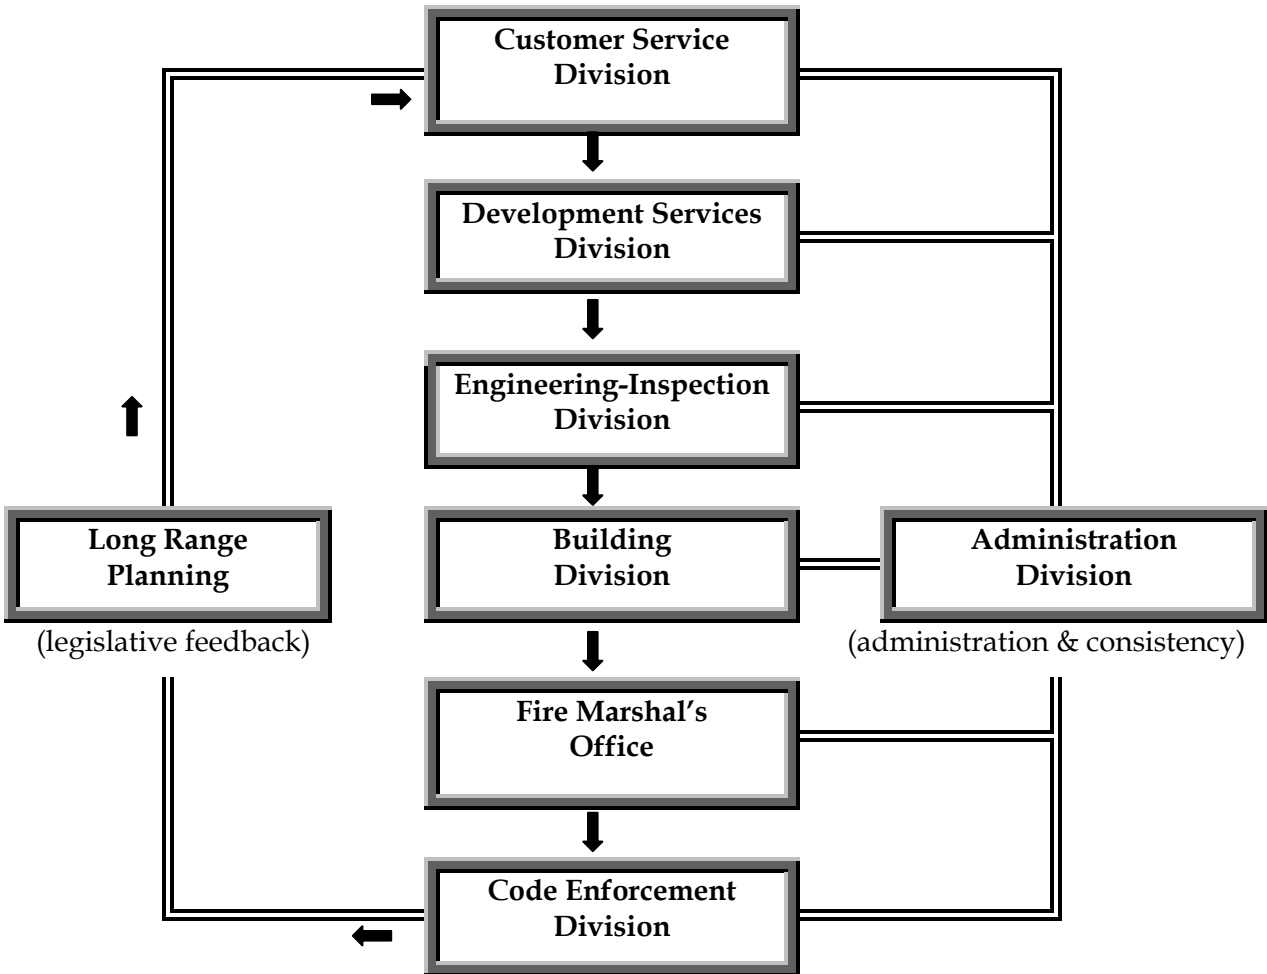 Customer Service
Division
Development Services
Division
Engineering-Inspection
Division
Long Range
Planning
(legislative feedback)
Building
Division
Administration
Division
(administration & consistency)
Fire Marshal’s
Office
Code Enforcement
Division